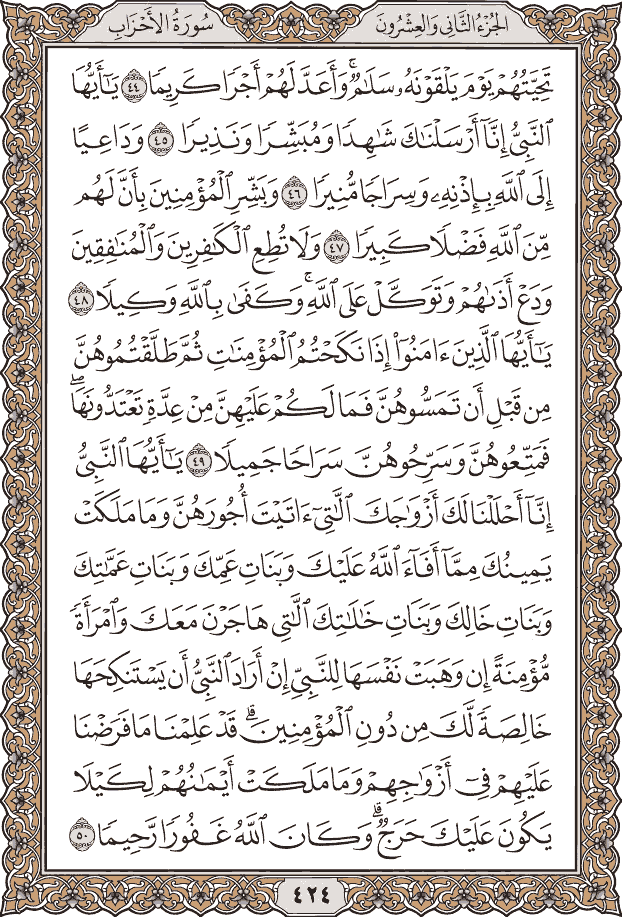 الجزء الثاني والعشرون سورة الأحزاب
تَحِيَّتُهُمْ يَوْمَ يَلْقَوْنَهُۥ سَلَٰمٌ ۚ وَأَعَدَّ لَهُمْ أَجْرًا كَرِيمًا ٤٤ يَٰٓأَيُّهَا
ٱلنَّبِيُّ إِنَّآ أَرْسَلْنَٰكَ شَٰهِدًا وَمُبَشِّرًا وَنَذِيرًا ٤٥ وَدَاعِيًا
إِلَى ٱللَّهِ بِإِذْنِهِۦ وَسِرَاجًا مُّنِيرًا ٤٦ وَبَشِّرِ ٱلْمُؤْمِنِينَ بِأَنَّ لَهُم
مِّنَ ٱللَّهِ فَضْلًا كَبِيرًا ٤٧ وَلَا تُطِعِ ٱلْكَٰفِرِينَ وَٱلْمُنَٰفِقِينَ
وَدَعْ أَذَىٰهُمْ وَتَوَكَّلْ عَلَى ٱللَّهِ ۚ وَكَفَىٰ بِٱللَّهِ وَكِيلًا ٤٨
يَٰٓأَيُّهَا ٱلَّذِينَ ءَامَنُوٓا۟ إِذَا نَكَحْتُمُ ٱلْمُؤْمِنَٰتِ ثُمَّ طَلَّقْتُمُوهُنَّ
مِن قَبْلِ أَن تَمَسُّوهُنَّ فَمَا لَكُمْ عَلَيْهِنَّ مِنْ عِدَّةٍ تَعْتَدُّونَهَا ۖ
فَمَتِّعُوهُنَّ وَسَرِّحُوهُنَّ سَرَاحًا جَمِيلًا ٤٩ يَٰٓأَيُّهَا ٱلنَّبِيُّ
إِنَّآ أَحْلَلْنَا لَكَ أَزْوَٰجَكَ ٱلَّٰتِىٓ ءَاتَيْتَ أُجُورَهُنَّ وَمَا مَلَكَتْ
يَمِينُكَ مِمَّآ أَفَآءَ ٱللَّهُ عَلَيْكَ وَبَنَاتِ عَمِّكَ وَبَنَاتِ عَمَّٰتِكَ
وَبَنَاتِ خَالِكَ وَبَنَاتِ خَٰلَٰتِكَ ٱلَّٰتِى هَاجَرْنَ مَعَكَ وَٱمْرَأَةً
مُّؤْمِنَةً إِن وَهَبَتْ نَفْسَهَا لِلنَّبِيِّ إِنْ أَرَادَ ٱلنَّبِيُّ أَن يَسْتَنكِحَهَا
خَالِصَةً لَّكَ مِن دُونِ ٱلْمُؤْمِنِينَ ۗ قَدْ عَلِمْنَا مَا فَرَضْنَا
عَلَيْهِمْ فِىٓ أَزْوَٰجِهِمْ وَمَا مَلَكَتْ أَيْمَٰنُهُمْ لِكَيْلَا
يَكُونَ عَلَيْكَ حَرَجٌ ۗ وَكَانَ ٱللَّهُ غَفُورًا رَّحِيمًا ٥٠
٤٢٤